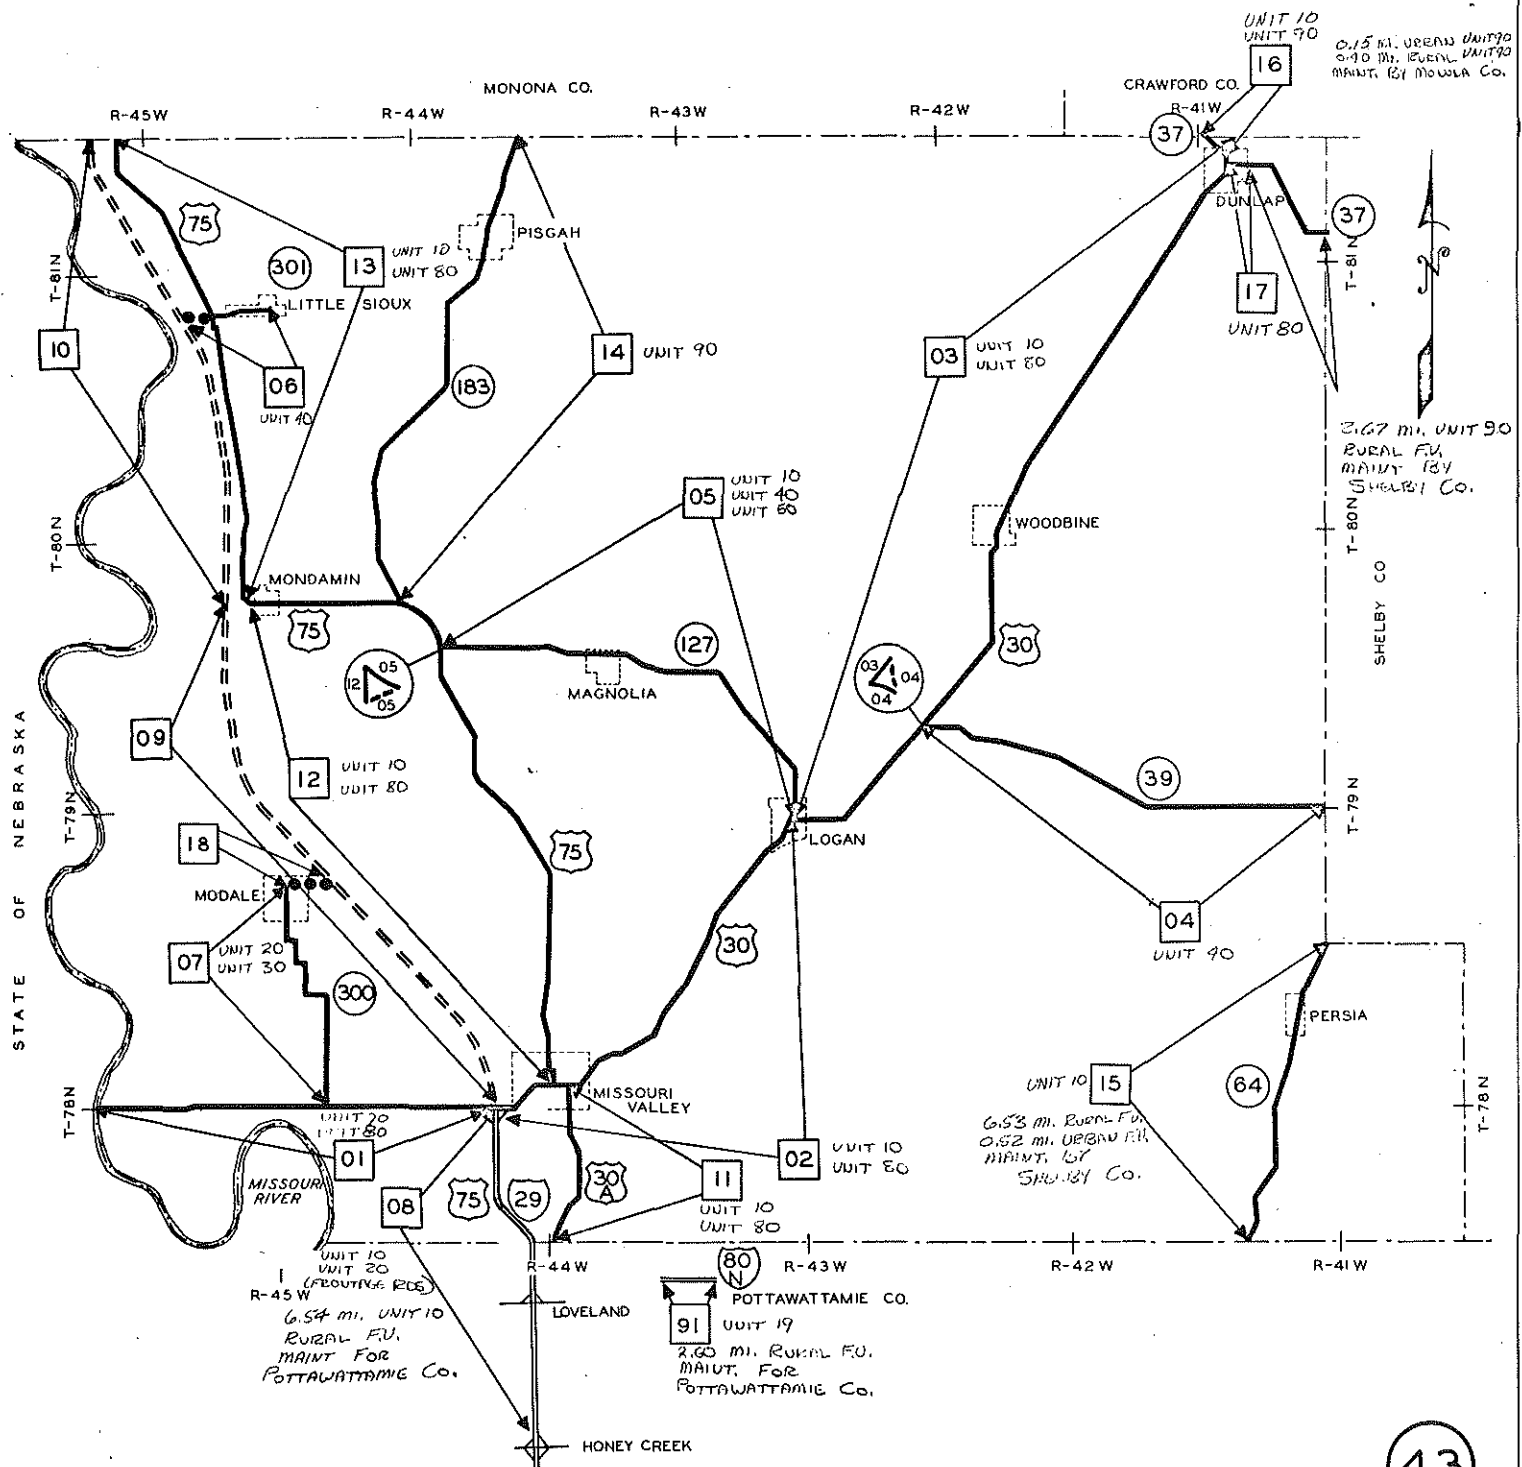 UNIT 10
UNIT 90
16
0.15 MI. URBAN UNIT 90
0.90 MI. RURAL UNIT 90
MAINT. BY MONONA CO.
MONONA CO.
CRAWFORD CO.
R-45W
R-44W
R-43W
R-42W
R-41W
37
DUNLAP
37
T-81N
T-81N
75
301
13
UNIT 10
UNIT 80
PISGAH
LITTLE SIOUX
17
UNIT 80
10
06
UNIT 40
14
UNIT 90
183
03
UNIT 10
UNIT 80
2.67 MI. UNIT 90
RURAL F.V.
MAINT BY
SHELBY CO.
05
UNIT 10
UNIT 40
UNIT 60
WOODBINE
T-80N
T-80N
MONDAMIN
75
127
30
SHELBY CO
05
12
05
MAGNOLIA
03
04
04
STATE OF NEBRASKA
09
12
UNIT 10
UNIT 80
39
T-79N
T-79N
18
75
LOGAN
MODALE
07
UNIT 20
UNIT 30
30
04
UNIT 40
300
PERSIA
MISSOURI
VALLEY
UNIT 10
15
64
T-78N
T-78N
UNIT 20
UNIT 80
01
6.53 MI. RURAL F.V.
0.52 MI. URBAN F.V.
MAINT. BY
SHELBY CO.
02
UNIT 10
UNIT 80
MISSOURI
RIVER
08
75
29
30
A
11
UNIT 10
UNIT 80
UNIT 10
UNIT 20
(FRONTAGE RDS)
R-45W
R-44W
80
N
R-43W
R-42W
R-41W
6.54 MI. UNIT 10
RURAL F.V.
MAINT FOR
POTTAWATTAMIE CO.
LOVELAND
POTTAWATTAMIE CO.
91
UNIT 19
2.60 MI. RURAL F.V.
MAINT. FOR
POTTAWATTAMIE CO.
HONEY CREEK
43